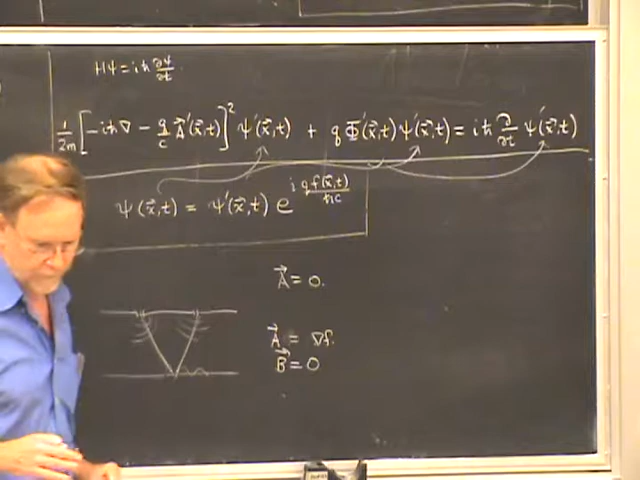 Hψ = iħ ∂ψ/∂t
1/2m [-iħ∇ - q/c A⃗'(x⃗,t)]² ψ'(x⃗,t) + q Φ'(x⃗,t) ψ'(x⃗,t) = iħ ∂/∂t ψ'(x⃗,t)
ψ(x⃗,t) = ψ'(x⃗,t) e^{i q f(x⃗,t)/ħc}
A⃗ = 0.
A⃗ = ∇f.
B⃗ = 0